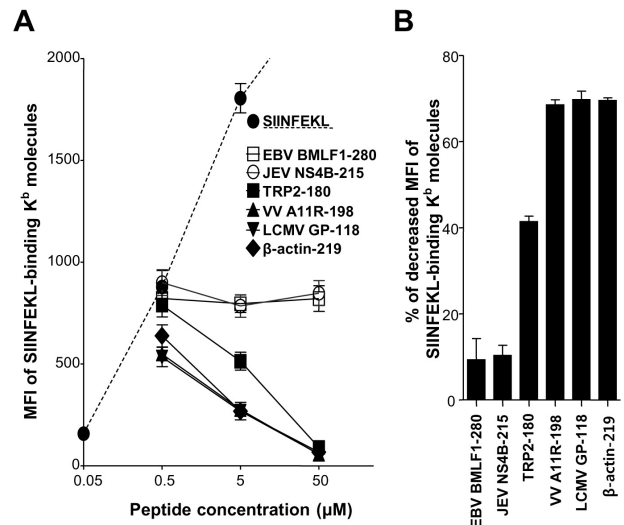 A
MFI of SIINFEKL-binding Kᵇ molecules
2000
1500
1000
500
0
0.05
0.5
5
50
Peptide concentration (µM)
SIINFEKL
EBV BMLF1-280
JEV NS4B-215
TRP2-180
VV A11R-198
LCMV GP-118
β-actin-219
B
% of decreased MFI of
SIINFEKL-binding Kᵇ molecules
80
60
40
20
0
EBV BMLF1-280
JEV NS4B-215
TRP2-180
VV A11R-198
LCMV GP-118
β-actin-219